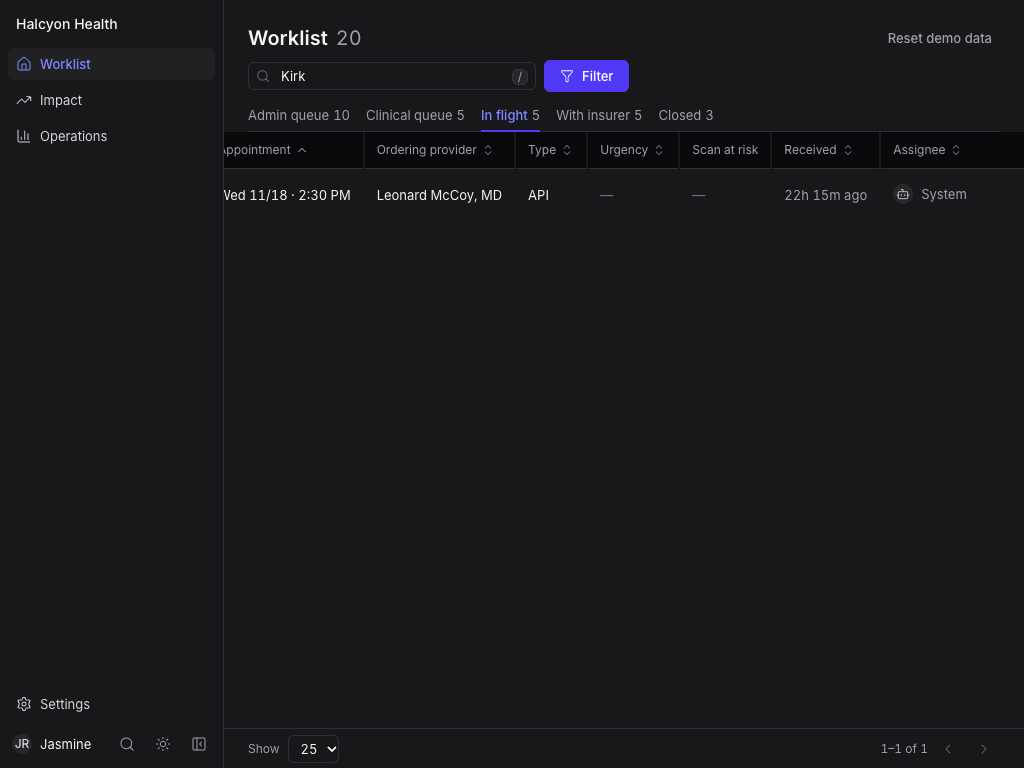 Halcyon Health
Worklist
Impact
Operations
Settings
JR Jasmine
Worklist 20
Reset demo data
Kirk /
Filter
Admin queue 10 Clinical queue 5 In flight 5 With insurer 5 Closed 3
Appointment Ordering provider Type Urgency Scan at risk Received Assignee
Wed 11/18 · 2:30 PM Leonard McCoy, MD API — — 22h 15m ago System
Show 25 1–1 of 1